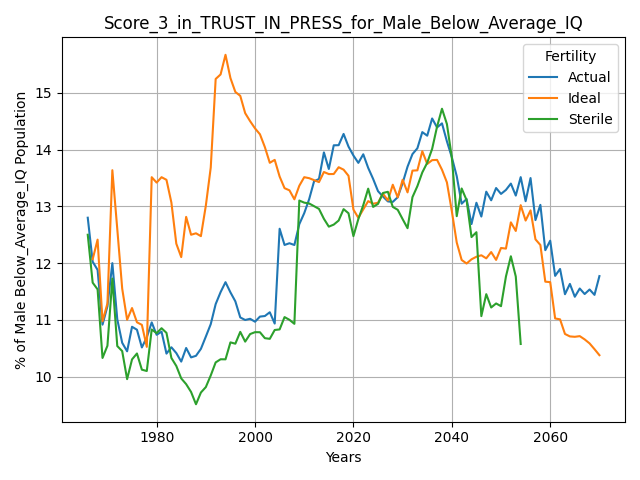 Score_3_in_TRUST_IN_PRESS_for_Male_Below_Average_IQ
Fertility
Actual
Ideal
Sterile
% of Male Below_Average_IQ Population
15
14
13
12
11
10
1980
2000
2020
2040
2060
Years